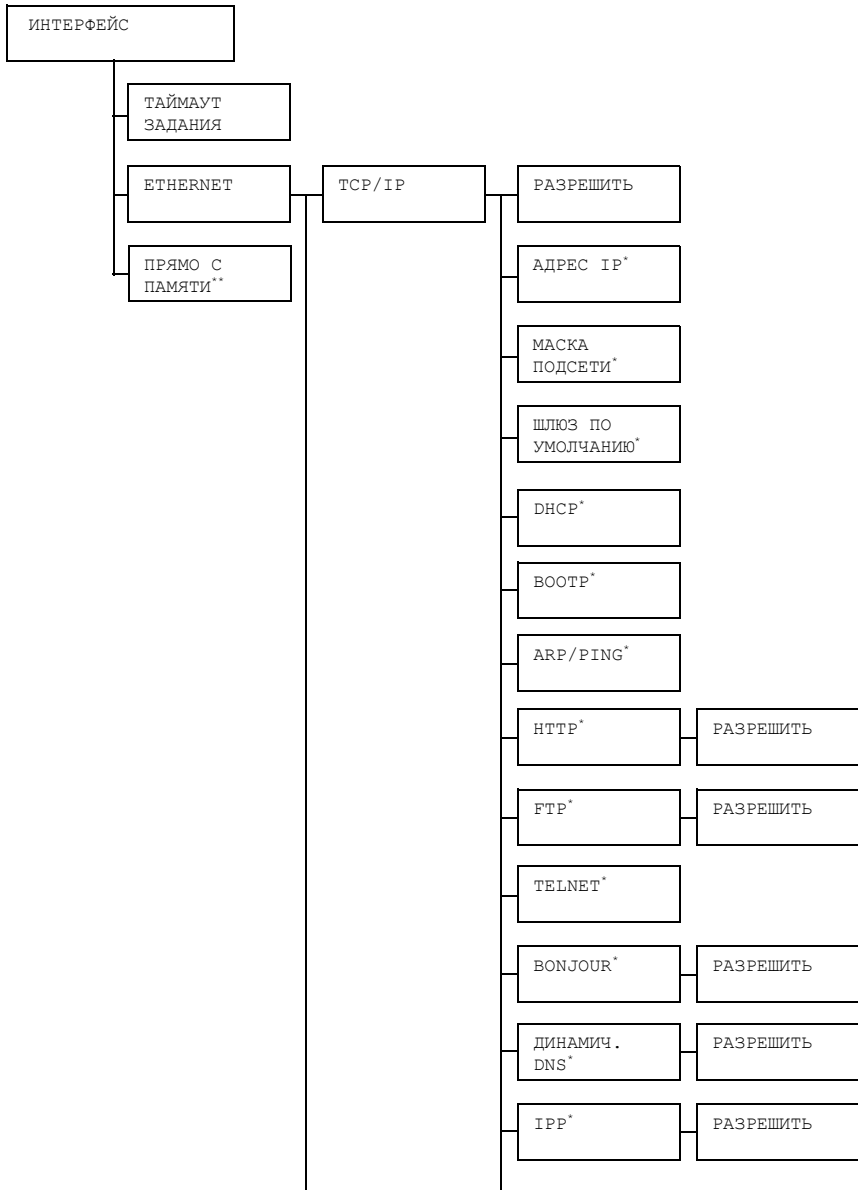 ИНТЕРФЕЙС
ТАЙМАУТ
ЗАДАНИЯ
ETHERNET
TCP/IP
РАЗРЕШИТЬ
ПРЯМО С
ПАМЯТИ**
АДРЕС IP*
МАСКА
ПОДСЕТИ*
ШЛЮЗ ПО
УМОЛЧАНИЮ*
DHCP*
BOOTP*
ARP/PING*
HTTP*
РАЗРЕШИТЬ
FTP*
РАЗРЕШИТЬ
TELNET*
BONJOUR*
РАЗРЕШИТЬ
ДИНАМИЧ.
DNS*
РАЗРЕШИТЬ
IPP*
РАЗРЕШИТЬ